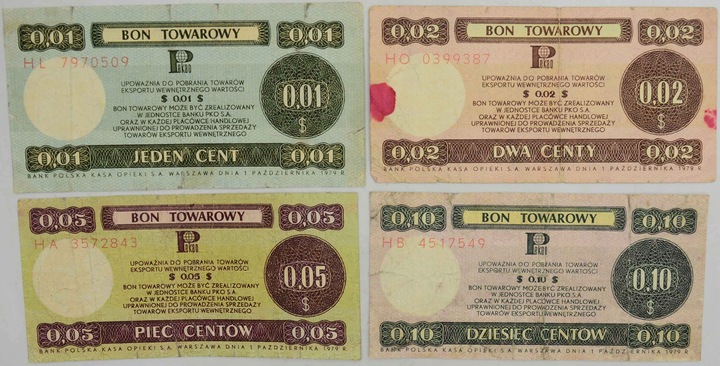 0,01 BON TOWAROWY 0,01
HL 7970509
PEKAO
UPOWAŻNIA DO POBRANIA TOWARÓW
EKSPORTU WEWNĘTRZNEGO WARTOŚCI
$ 0.01 $
BON TOWAROWY MOŻE BYĆ ZREALIZOWANY
W JEDNOSTCE BANKU PKO S.A.
ORAZ W KAŻDEJ PLACÓWCE HANDLOWEJ
UPRAWNIONEJ DO PROWADZENIA SPRZEDAŻY
TOWARÓW EKSPORTU WEWNĘTRZNEGO
0,01
$
0,01 JEDEN CENT 0,01
BANK POLSKA KASA OPIEKI S.A. WARSZAWA DNIA 1 PAŹDZIERNIKA 1979 R.
0,02 BON TOWAROWY 0,02
HO 0399387
PEKAO
UPOWAŻNIA DO POBRANIA TOWARÓW
EKSPORTU WEWNĘTRZNEGO WARTOŚCI
$ 0.02 $
BON TOWAROWY MOŻE BYĆ ZREALIZOWANY
W JEDNOSTCE BANKU PKO S.A.
ORAZ W KAŻDEJ PLACÓWCE HANDLOWEJ
UPRAWNIONEJ DO PROWADZENIA SPRZEDAŻY
TOWARÓW EKSPORTU WEWNĘTRZNEGO
0,02
$
0,02 DWA CENTY 0,02
BANK POLSKA KASA OPIEKI S.A. WARSZAWA DNIA 1 PAŹDZIERNIKA 1979 R.
0,05 BON TOWAROWY 0,05
HA 3572843
PEKAO
UPOWAŻNIA DO POBRANIA TOWARÓW
EKSPORTU WEWNĘTRZNEGO WARTOŚCI
$ 0.05 $
BON TOWAROWY MOŻE BYĆ ZREALIZOWANY
W JEDNOSTCE BANKU PKO S.A.
ORAZ W KAŻDEJ PLACÓWCE HANDLOWEJ
UPRAWNIONEJ DO PROWADZENIA SPRZEDAŻY
TOWARÓW EKSPORTU WEWNĘTRZNEGO
0,05
$
0,05 PIĘĆ CENTÓW 0,05
BANK POLSKA KASA OPIEKI S.A. WARSZAWA DNIA 1 PAŹDZIERNIKA 1979 R.
0,10 BON TOWAROWY 0,10
HB 4517549
PEKAO
UPOWAŻNIA DO POBRANIA TOWARÓW
EKSPORTU WEWNĘTRZNEGO WARTOŚCI
$ 0.10 $
BON TOWAROWY MOŻE BYĆ ZREALIZOWANY
W JEDNOSTCE BANKU PKO S.A.
ORAZ W KAŻDEJ PLACÓWCE HANDLOWEJ
UPRAWNIONEJ DO PROWADZENIA SPRZEDAŻY
TOWARÓW EKSPORTU WEWNĘTRZNEGO
0,10
$
0,10 DZIESIĘĆ CENTÓW 0,10
BANK POLSKA KASA OPIEKI S.A. WARSZAWA DNIA 1 PAŹDZIERNIKA 1979 R.